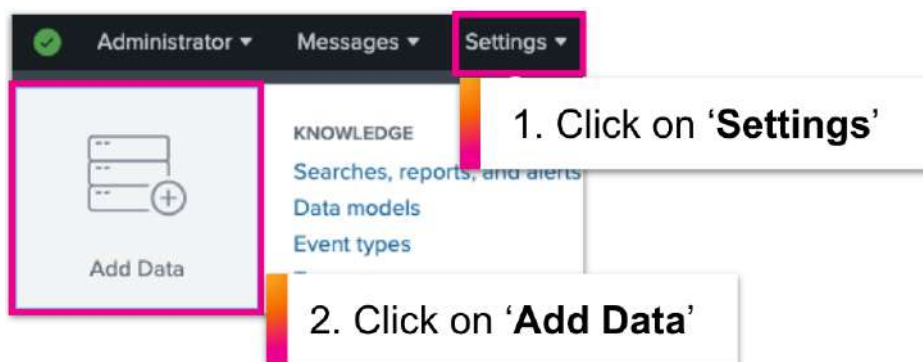 Administrator ▾ Messages ▾ Settings ▾
1. Click on ‘Settings’
KNOWLEDGE
Searches, reports, and alerts
Data models
Event types
Add Data
2. Click on ‘Add Data’